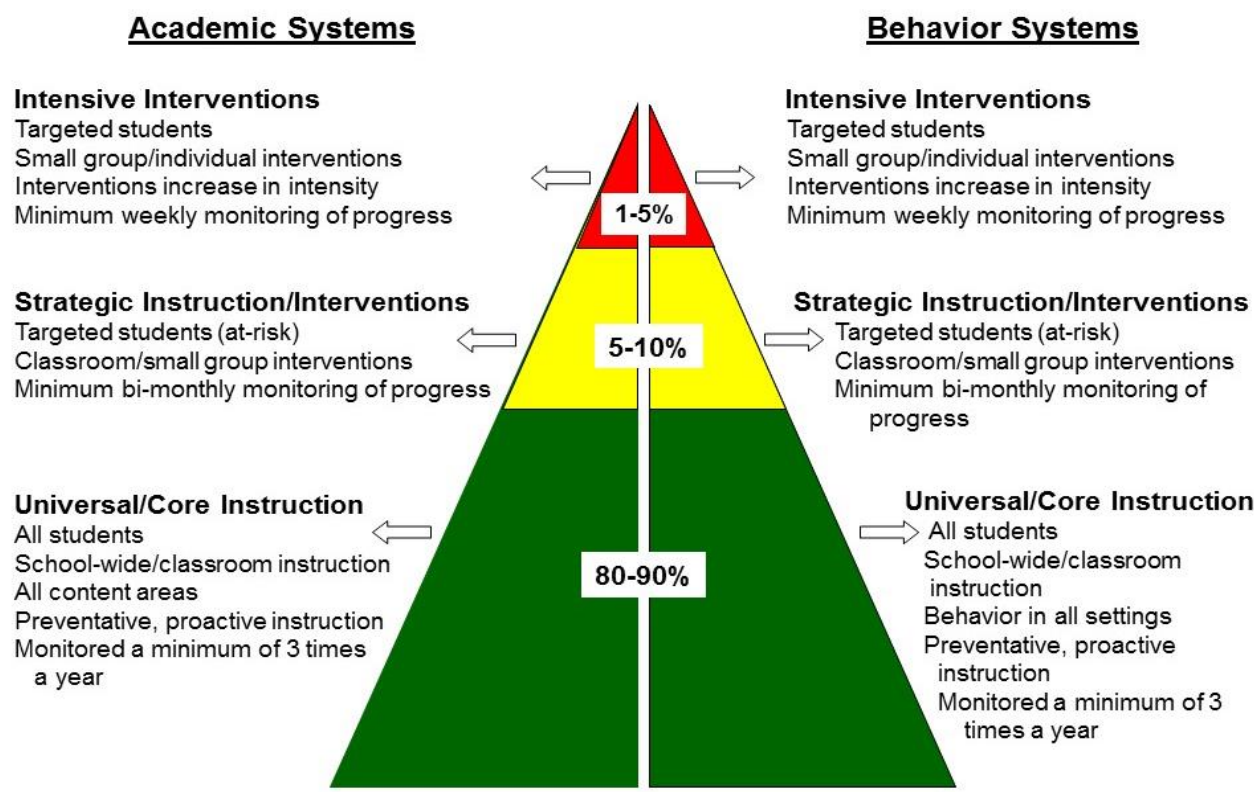 Academic Systems
Behavior Systems
Intensive Interventions
Targeted students
Small group/individual interventions
Interventions increase in intensity
Minimum weekly monitoring of progress
Intensive Interventions
Targeted students
Small group/individual interventions
Interventions increase in intensity
Minimum weekly monitoring of progress
1-5%
Strategic Instruction/Interventions
Targeted students (at-risk)
Classroom/small group interventions
Minimum bi-monthly monitoring of progress
Strategic Instruction/Interventions
Targeted students (at-risk)
Classroom/small group interventions
Minimum bi-monthly monitoring of
progress
5-10%
Universal/Core Instruction
All students
School-wide/classroom instruction
All content areas
Preventative, proactive instruction
Monitored a minimum of 3 times
a year
Universal/Core Instruction
All students
School-wide/classroom
instruction
Behavior in all settings
Preventative, proactive
instruction
Monitored a minimum of 3
times a year
80-90%